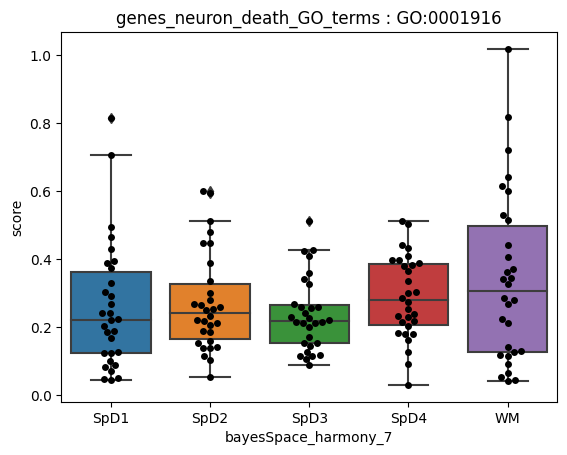 genes_neuron_death_GO_terms : GO:0001916
1.0
0.8
0.6
0.4
0.2
0.0
score
SpD1 SpD2 SpD3 SpD4 WM
bayesSpace_harmony_7